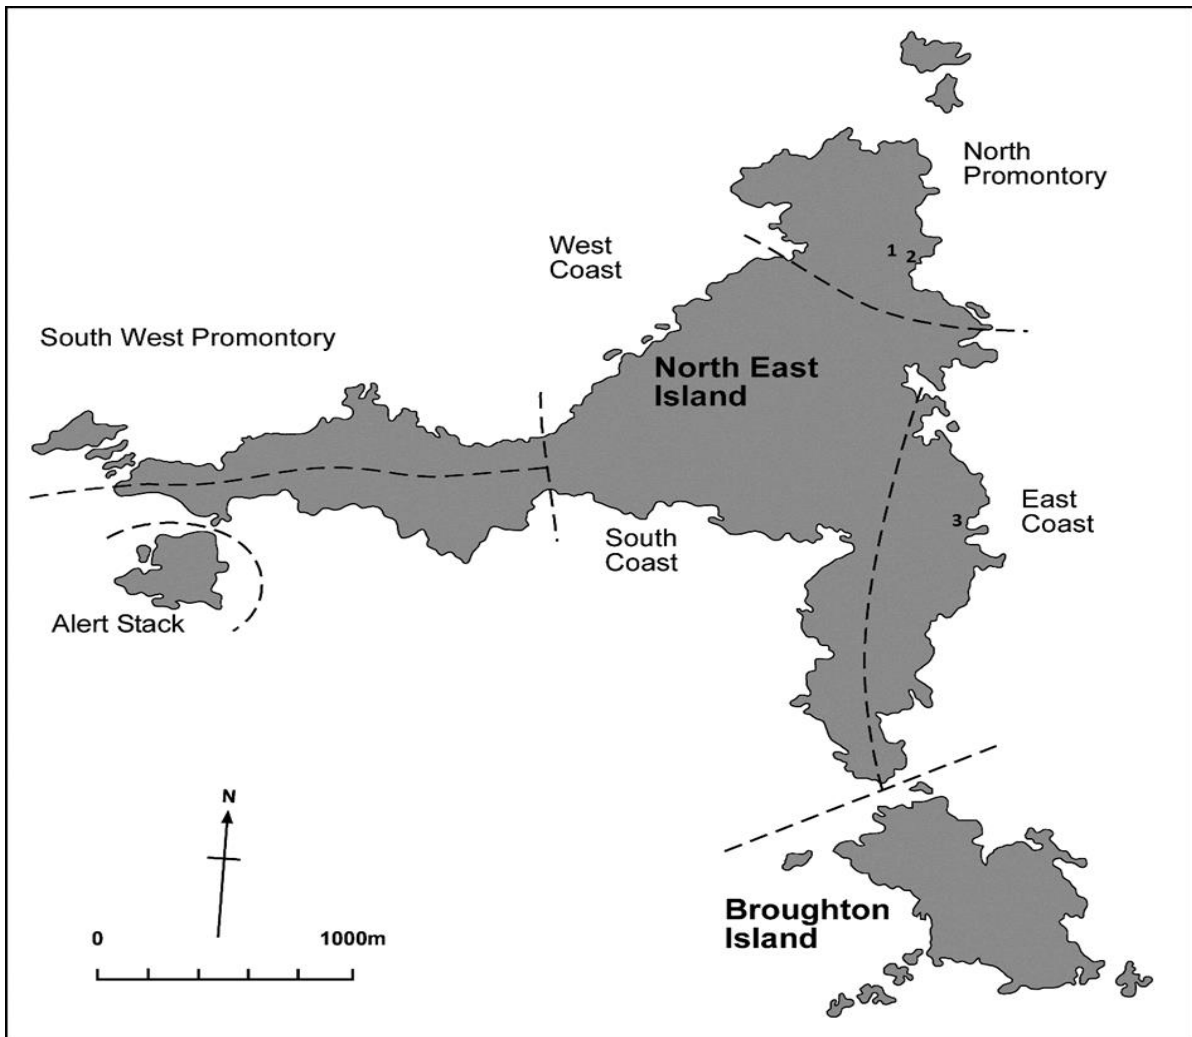 North
Promontory
1
2
West
Coast
South West Promontory
North East
Island
East
Coast
3
South
Coast
Alert Stack
N
Broughton
Island
0 1000m